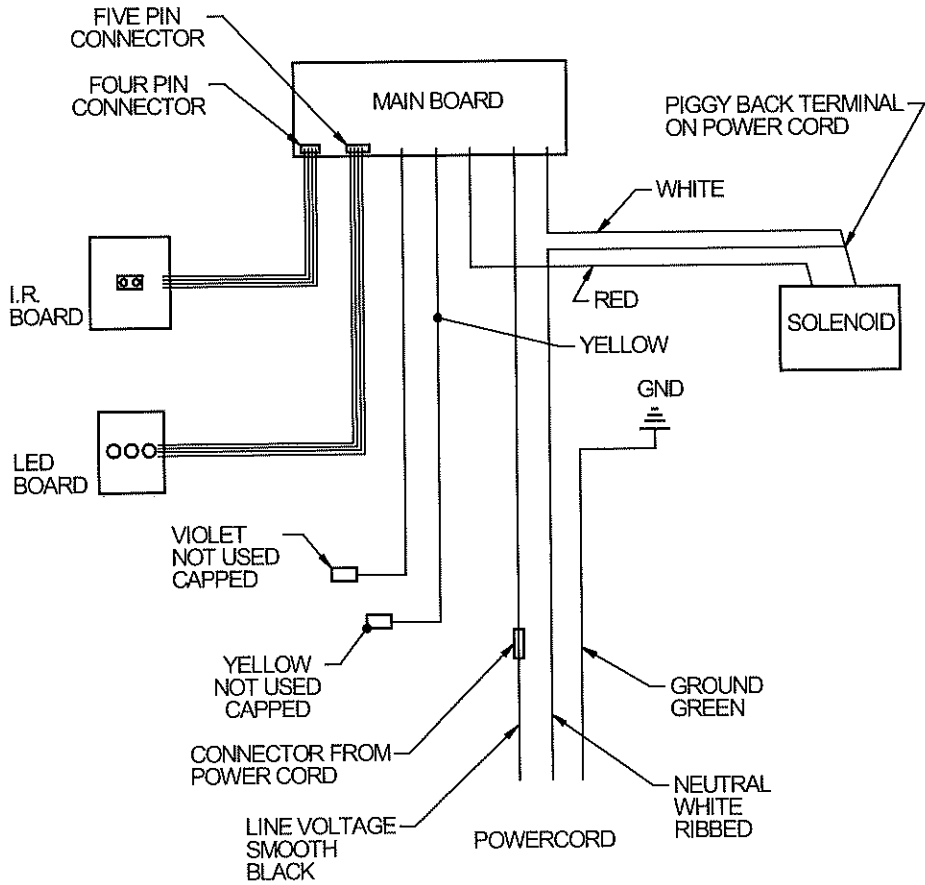 FIVE PIN
CONNECTOR
FOUR PIN
CONNECTOR
MAIN BOARD
PIGGY BACK TERMINAL
ON POWER CORD
WHITE
I.R.
BOARD
RED
SOLENOID
YELLOW
GND
LED
BOARD
VIOLET
NOT USED
CAPPED
YELLOW
NOT USED
CAPPED
GROUND
GREEN
CONNECTOR FROM
POWER CORD
NEUTRAL
WHITE
RIBBED
LINE VOLTAGE
SMOOTH
BLACK
POWERCORD